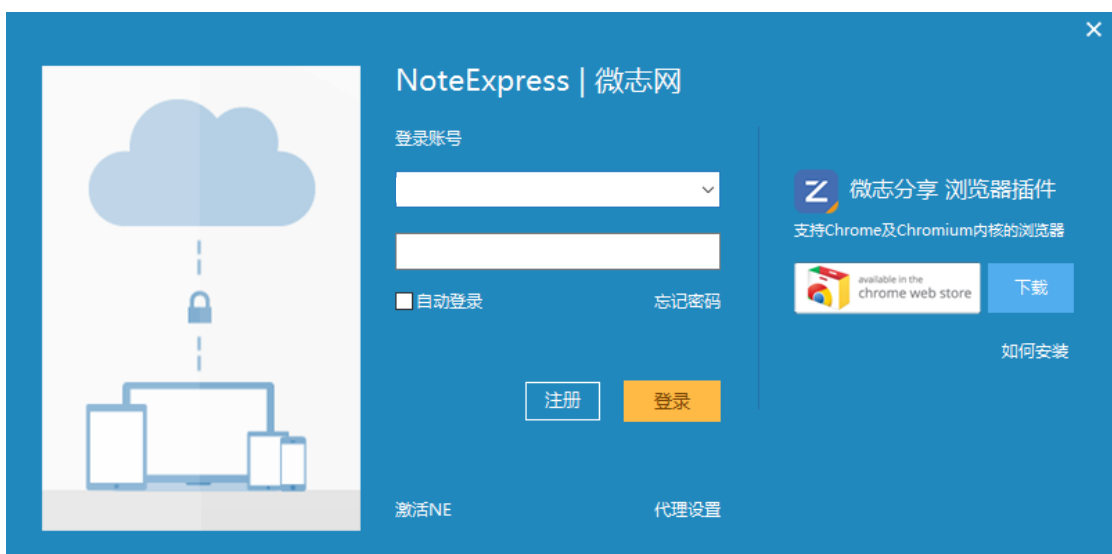 NoteExpress | 微志网
登录账号
自动登录 忘记密码
注册 登录
激活NE 代理设置
微志分享 浏览器插件
支持Chrome及Chromium内核的浏览器
available in the
chrome web store
下载
如何安装